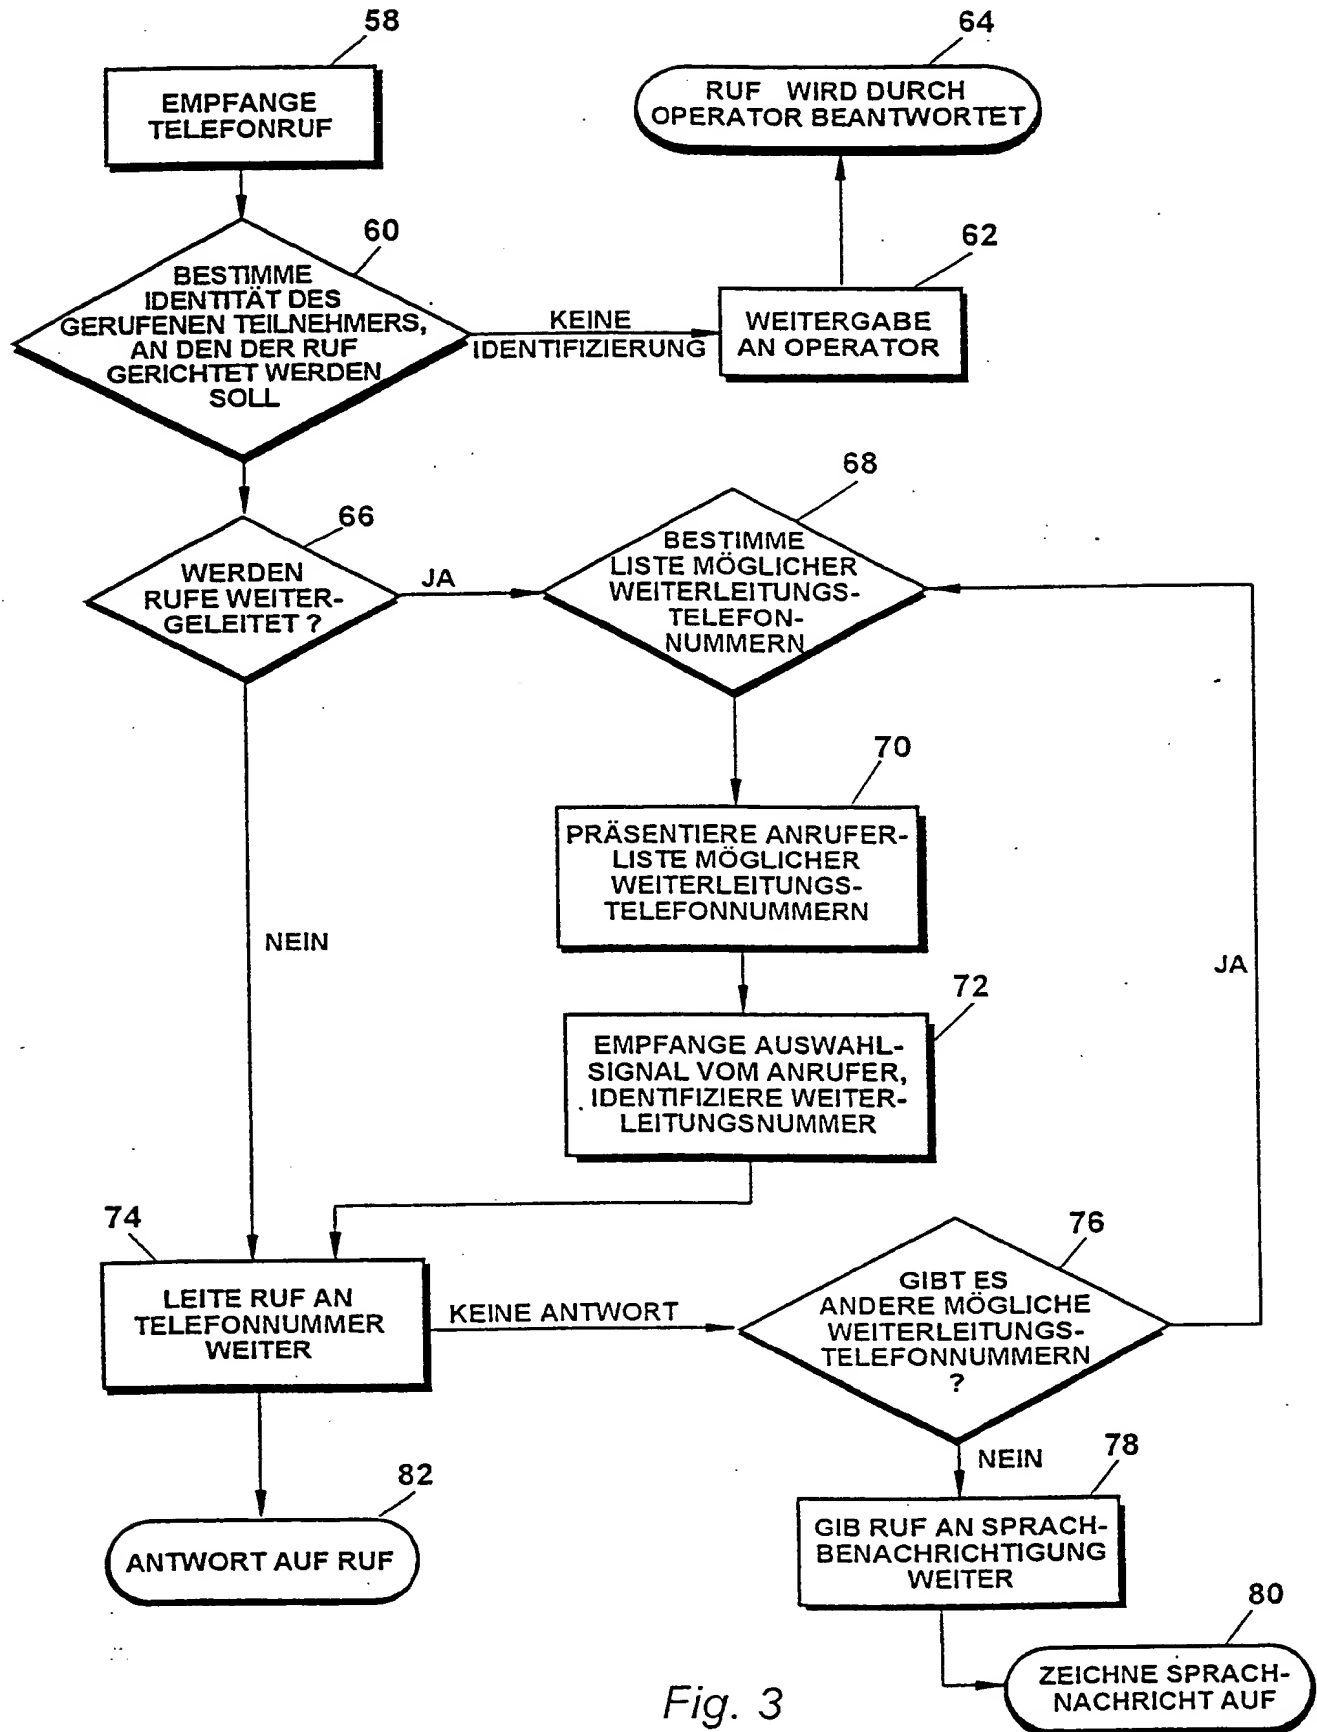 58
EMPFANGE
TELEFONRUF
64
RUF WIRD DURCH
OPERATOR BEANTWORTET
60
BESTIMME
IDENTITÄT DES
GERUFENEN TEILNEHMERS,
AN DEN DER RUF
GERICHTET WERDEN
SOLL
KEINE
IDENTIFIZIERUNG
62
WEITERGABE
AN OPERATOR
66
WERDEN
RUFE WEITER-
GELEITET ?
JA
68
BESTIMME
LISTE MÖGLICHER
WEITERLEITUNGS-
TELEFON-
NUMMERN
70
PRÄSENTIERE ANRUFER-
LISTE MÖGLICHER
WEITERLEITUNGS-
TELEFONNUMMERN
NEIN
JA
72
EMPFANGE AUSWAHL-
SIGNAL VOM ANRUFER,
IDENTIFIZIERE WEITER-
LEITUNGSNUMMER
74
LEITE RUF AN
TELEFONNUMMER
WEITER
KEINE ANTWORT
76
GIBT ES
ANDERE MÖGLICHE
WEITERLEITUNGS-
TELEFONNUMMERN
?
NEIN
78
GIB RUF AN SPRACH-
BENACHRICHTIGUNG
WEITER
82
ANTWORT AUF RUF
80
ZEICHNE SPRACH-
NACHRICHT AUF
Fig. 3